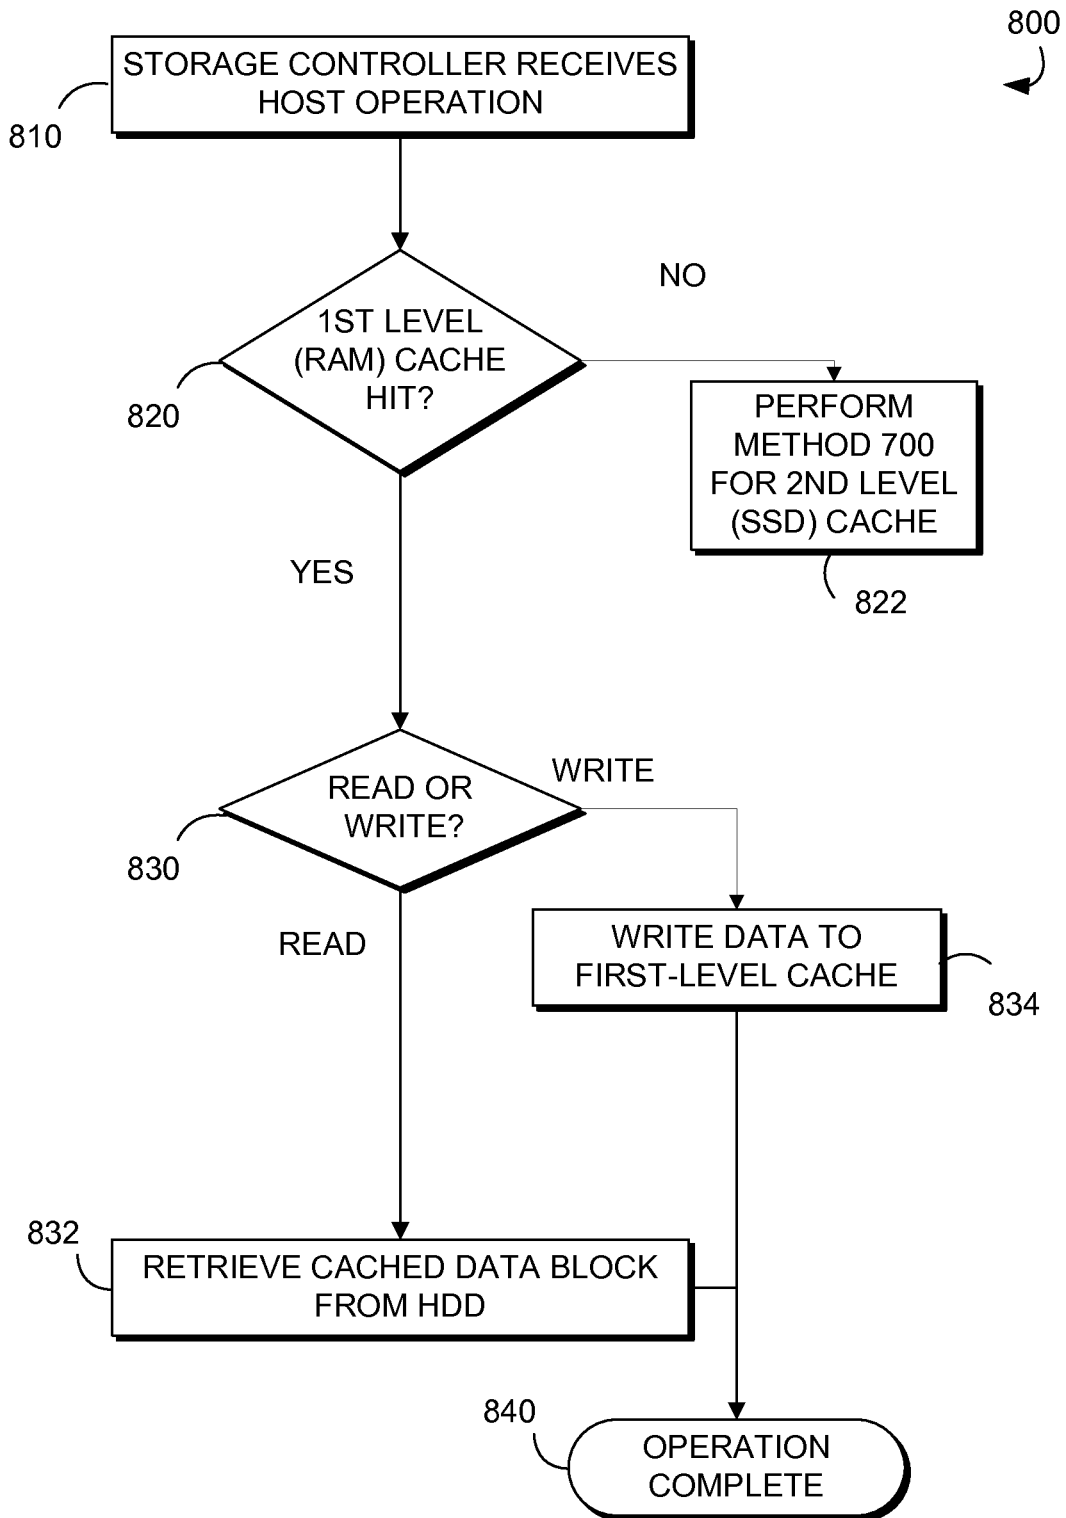 800
STORAGE CONTROLLER RECEIVES
HOST OPERATION
810
NO
1ST LEVEL
(RAM) CACHE
HIT?
820
PERFORM
METHOD 700
FOR 2ND LEVEL
(SSD) CACHE
822
YES
READ OR
WRITE?
WRITE
830
READ
WRITE DATA TO
FIRST-LEVEL CACHE
834
832
RETRIEVE CACHED DATA BLOCK
FROM HDD
840
OPERATION
COMPLETE